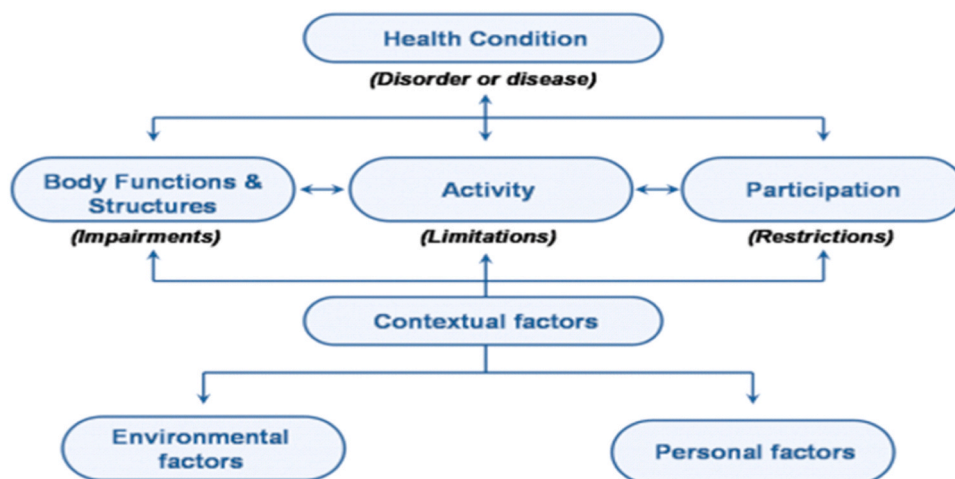 Health Condition
(Disorder or disease)
Body Functions &
Structures
Activity
Participation
(Impairments)
(Limitations)
(Restrictions)
Contextual factors
Environmental
factors
Personal factors